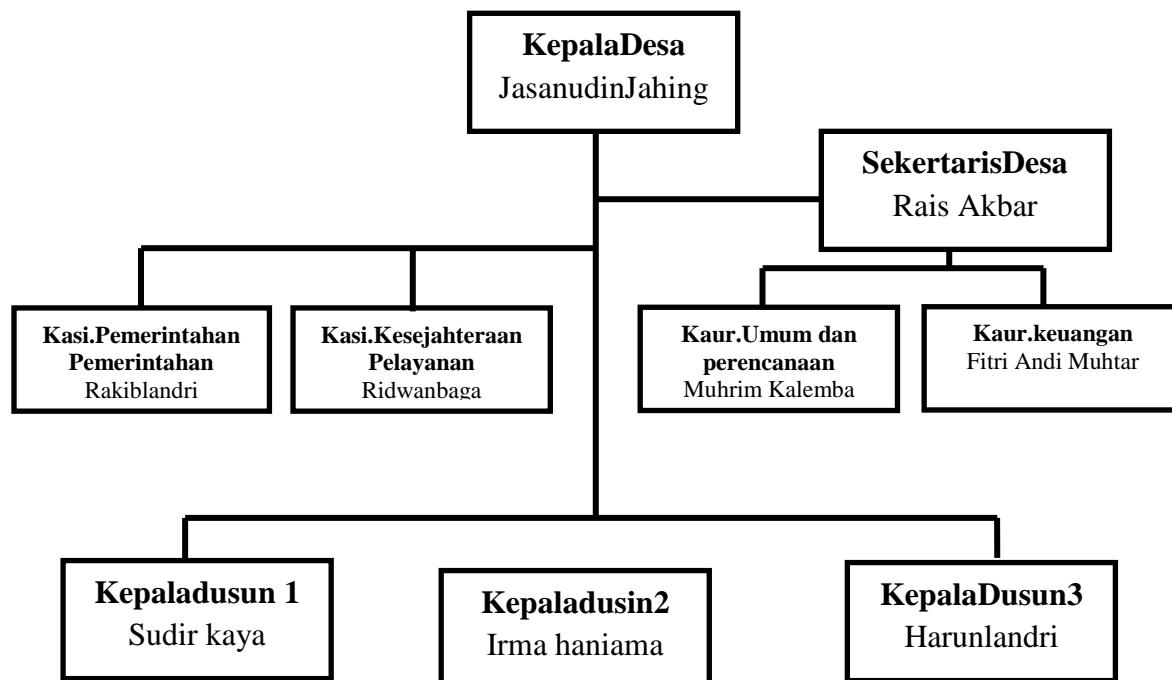 KepalaDesa
JasanudinJahing
SekertarisDesa
Rais Akbar
Kasi.Pemerintahan
Pemerintahan
Rakiblandri
Kasi.Kesejahteraan
Pelayanan
Ridwanbaga
Kaur.Umum dan
perencanaan
Muhrim Kalemba
Kaur.keuangan
Fitri Andi Muhtar
Kepaladusun 1
Sudir kaya
Kepaladusin2
Irma haniama
KepalaDusun3
Harunlandri